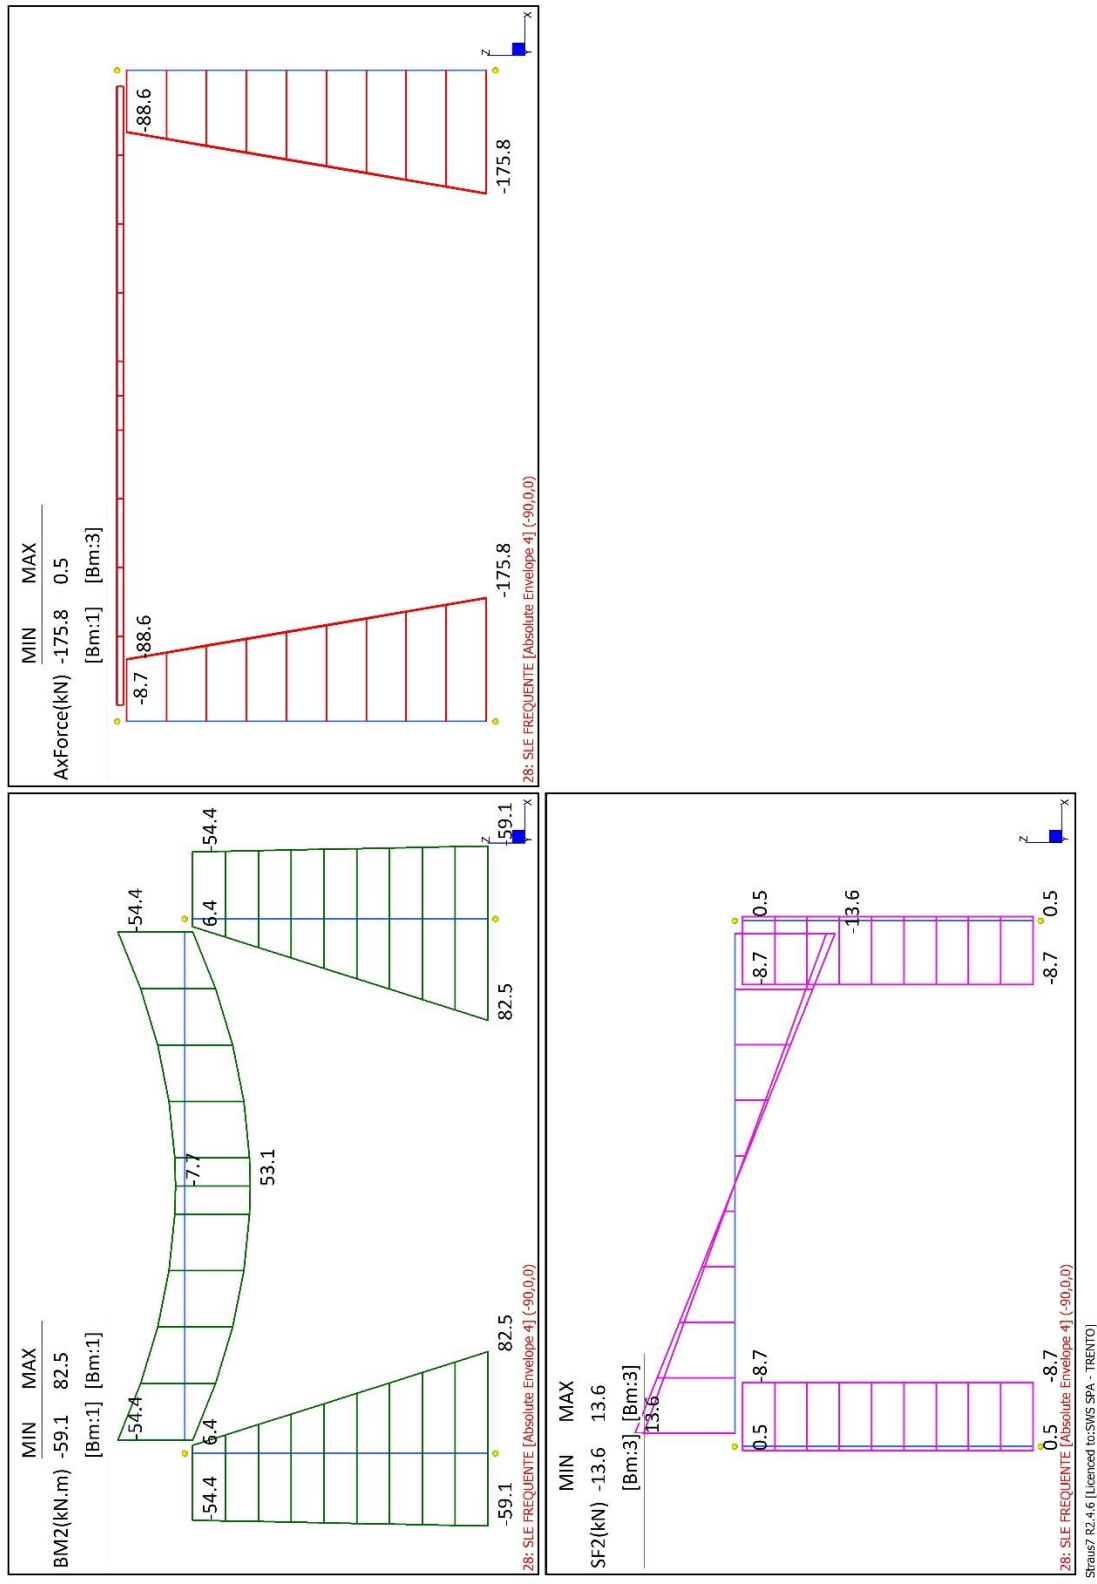 MIN MAX
AxForce(kN) -175.8 0.5
[Bm:1] [Bm:3]
-8.7
-88.6
-88.6
-175.8
-175.8
Z
Y
X
28: SLE FREQUENTE [Absolute Envelope 4] (-90,0,0)
MIN MAX
BM2(kN.m) -59.1 82.5
[Bm:1] [Bm:1]
-54.4
-54.4
-54.4
6.4
-7.7
53.1
6.4
-54.4
-59.1
82.5
82.5
-59.1
Z
Y
X
28: SLE FREQUENTE [Absolute Envelope 4] (-90,0,0)
MIN MAX
SF2(kN) -13.6 13.6
[Bm:3] [Bm:3]
13.6
0.5
-8.7
-8.7
0.5
-13.6
0.5
-8.7
-8.7
0.5
Z
Y
X
28: SLE FREQUENTE [Absolute Envelope 4] (-90,0,0)
Straus7 R2.4.6 [Licenced to:SWS SPA - TRENTO]